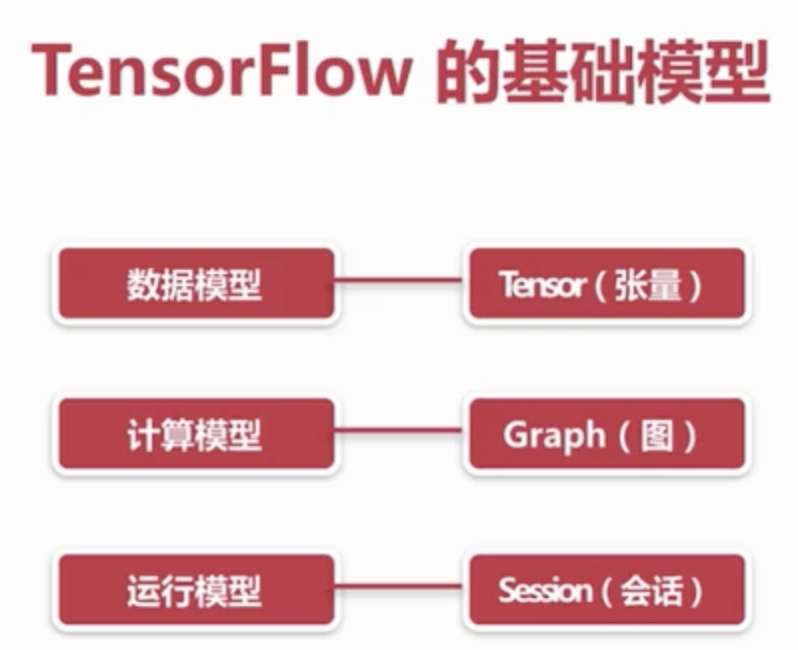 TensorFlow 的基础模型
数据模型
Tensor（张量）
计算模型
Graph（图）
运行模型
Session（会话）